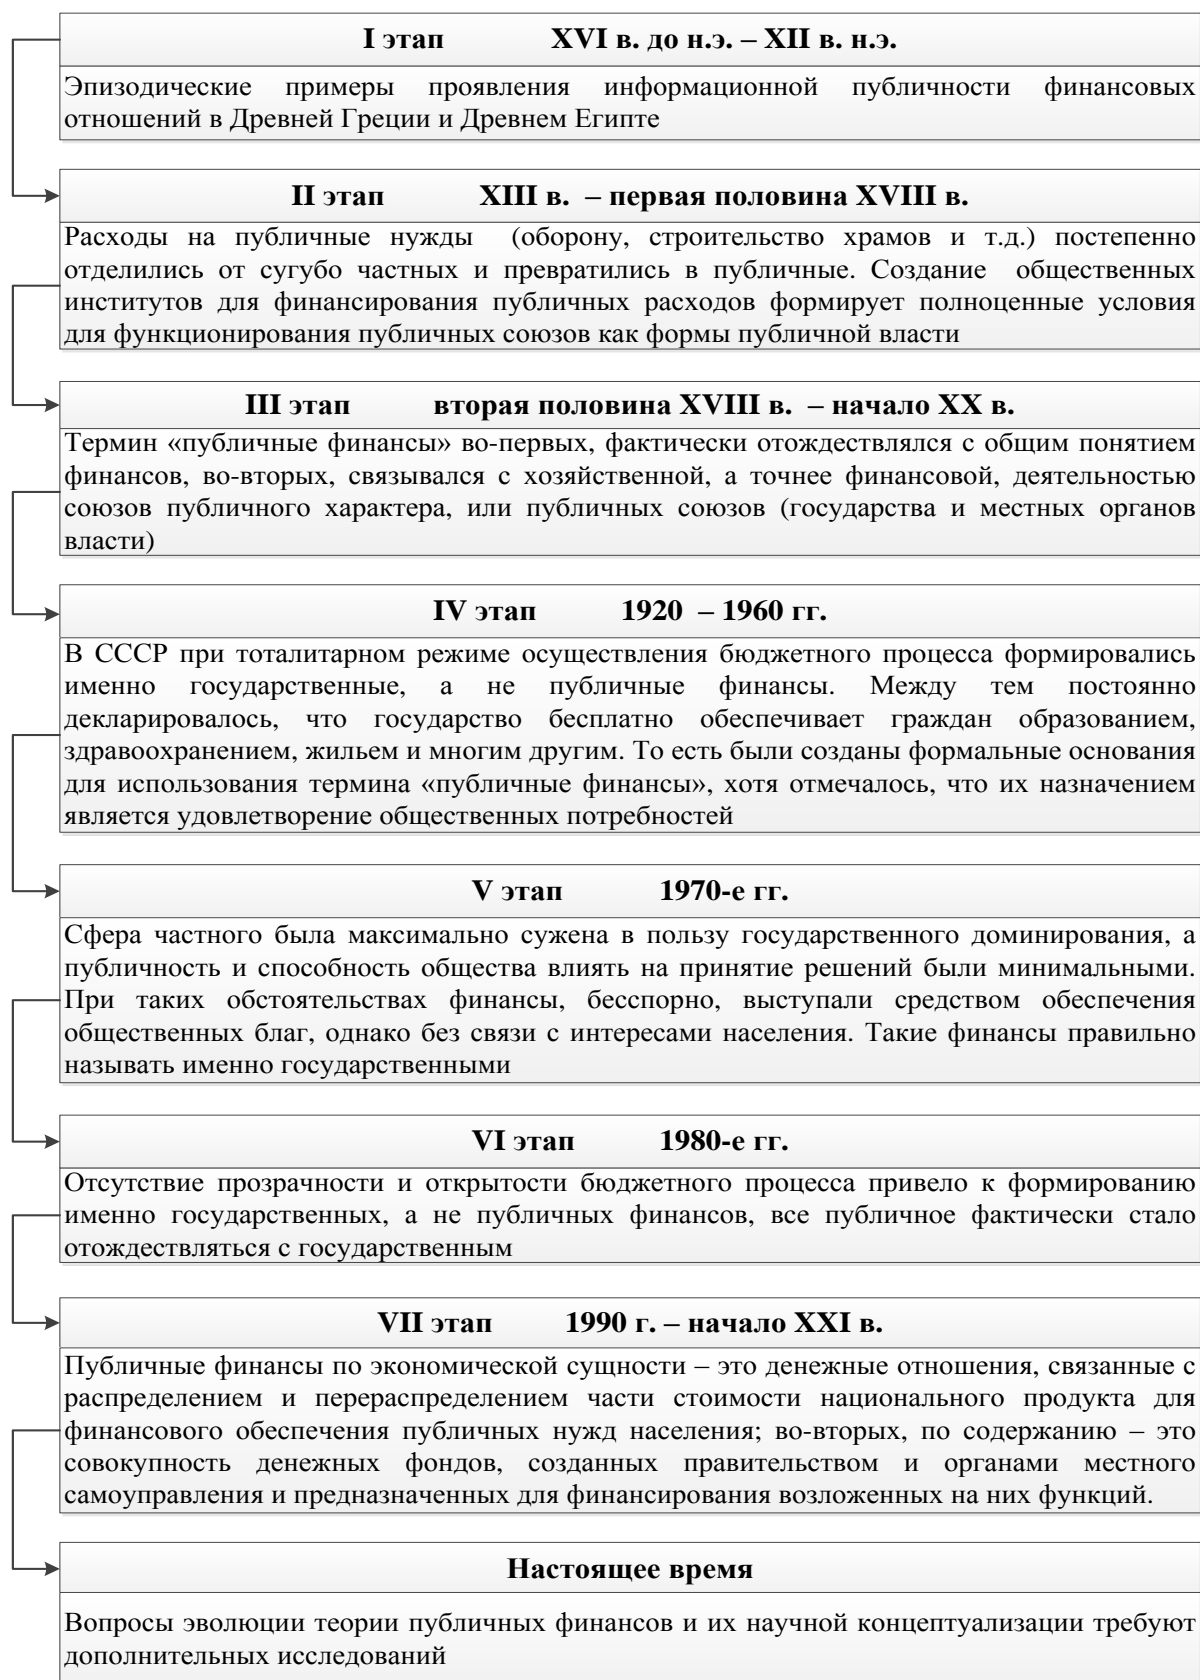 I этап XVI в. до н.э. – XII в. н.э.
Эпизодические примеры проявления информационной публичности финансовых
отношений в Древней Греции и Древнем Египте
II этап XIII в. – первая половина XVIII в.
Расходы на публичные нужды (оборону, строительство храмов и т.д.) постепенно
отделились от сугубо частных и превратились в публичные. Создание общественных
институтов для финансирования публичных расходов формирует полноценные условия
для функционирования публичных союзов как формы публичной власти
III этап вторая половина XVIII в. – начало XX в.
Термин «публичные финансы» во-первых, фактически отождествлялся с общим понятием
финансов, во-вторых, связывался с хозяйственной, а точнее финансовой, деятельностью
союзов публичного характера, или публичных союзов (государства и местных органов
власти)
IV этап 1920 – 1960 гг.
В СССР при тоталитарном режиме осуществления бюджетного процесса формировались
именно государственные, а не публичные финансы. Между тем постоянно
декларировалось, что государство бесплатно обеспечивает граждан образованием,
здравоохранением, жильем и многим другим. То есть были созданы формальные основания
для использования термина «публичные финансы», хотя отмечалось, что их назначением
является удовлетворение общественных потребностей
V этап 1970-е гг.
Сфера частного была максимально сужена в пользу государственного доминирования, а
публичность и способность общества влиять на принятие решений были минимальными.
При таких обстоятельствах финансы, бесспорно, выступали средством обеспечения
общественных благ, однако без связи с интересами населения. Такие финансы правильно
называть именно государственными
VI этап 1980-е гг.
Отсутствие прозрачности и открытости бюджетного процесса привело к формированию
именно государственных, а не публичных финансов, все публичное фактически стало
отождествляться с государственным
VII этап 1990 г. – начало XXI в.
Публичные финансы по экономической сущности – это денежные отношения, связанные с
распределением и перераспределением части стоимости национального продукта для
финансового обеспечения публичных нужд населения; во-вторых, по содержанию – это
совокупность денежных фондов, созданных правительством и органами местного
самоуправления и предназначенных для финансирования возложенных на них функций.
Настоящее время
Вопросы эволюции теории публичных финансов и их научной концептуализации требуют
дополнительных исследований